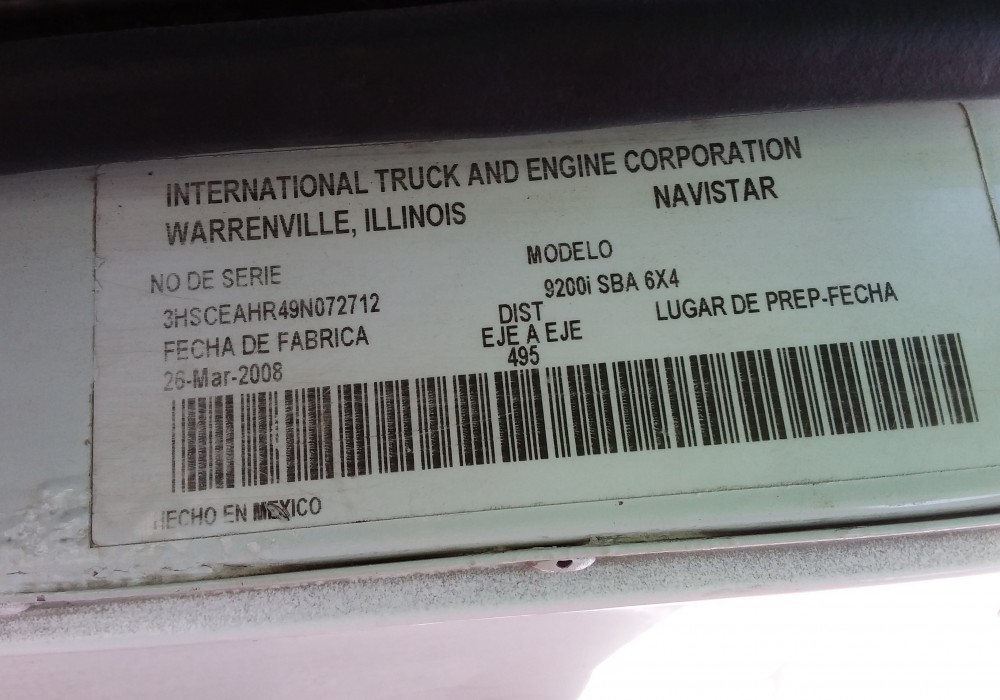 INTERNATIONAL TRUCK AND ENGINE CORPORATION
WARRENVILLE, ILLINOIS NAVISTAR
NO DE SERIE MODELO
3HSCEAHR49N072712 9200i SBA 6X4
FECHA DE FABRICA DIST EJE A EJE LUGAR DE PREP-FECHA
26-Mar-2008 495
HECHO EN MEXICO